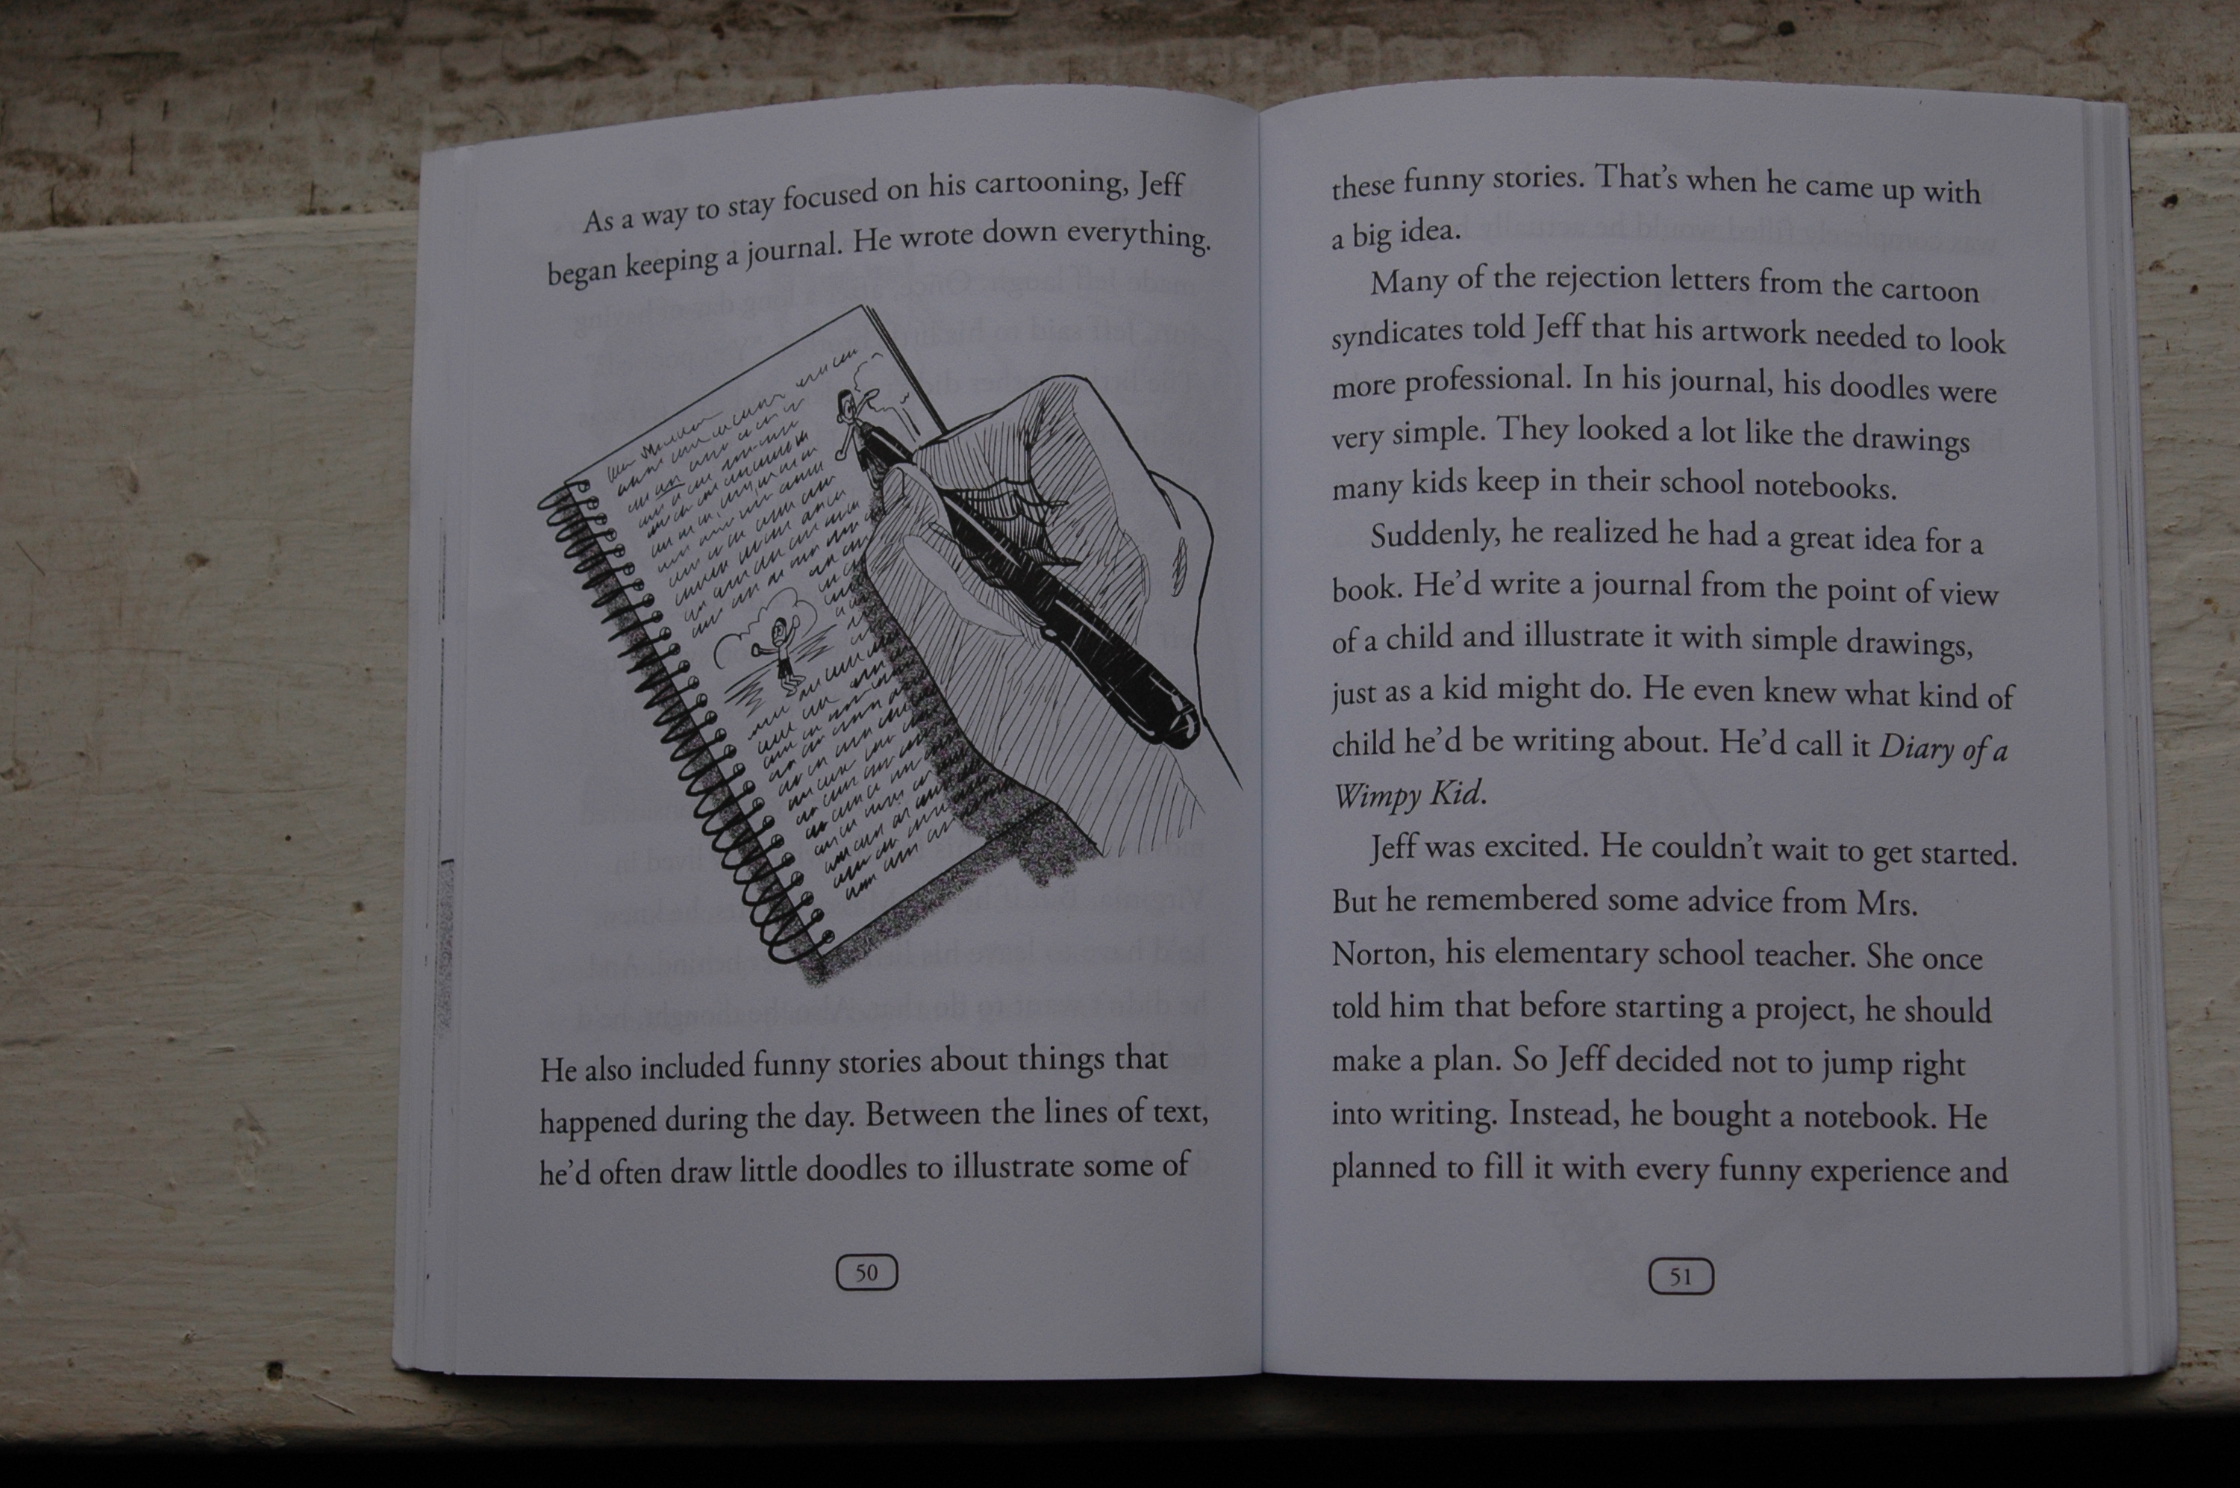 As a way to stay focused on his cartooning, Jeff
began keeping a journal. He wrote down everything.
He also included funny stories about things that
happened during the day. Between the lines of text,
he'd often draw little doodles to illustrate some of
50
these funny stories. That's when he came up with
a big idea.
Many of the rejection letters from the cartoon
syndicates told Jeff that his artwork needed to look
more professional. In his journal, his doodles were
very simple. They looked a lot like the drawings
many kids keep in their school notebooks.
Suddenly, he realized he had a great idea for a
book. He'd write a journal from the point of view
of a child and illustrate it with simple drawings,
just as a kid might do. He even knew what kind of
child he'd be writing about. He'd call it Diary of a
Wimpy Kid.
Jeff was excited. He couldn't wait to get started.
But he remembered some advice from Mrs.
Norton, his elementary school teacher. She once
told him that before starting a project, he should
make a plan. So Jeff decided not to jump right
into writing. Instead, he bought a notebook. He
planned to fill it with every funny experience and
51